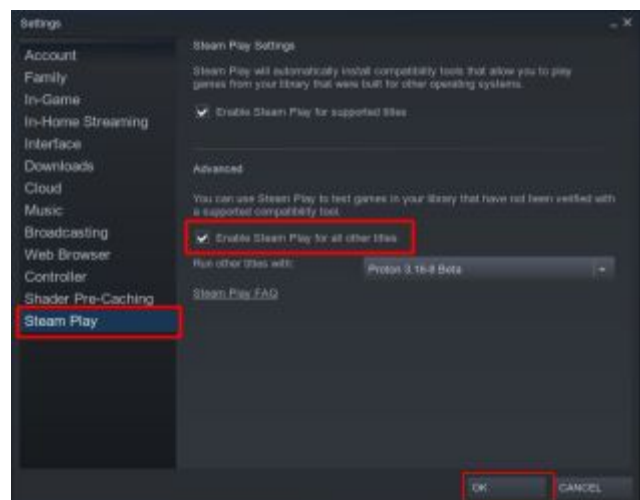 Settings
Account
Family
In-Game
In-Home Streaming
Interface
Downloads
Cloud
Music
Broadcasting
Web Browser
Controller
Shader Pre-Caching
Steam Play
Steam Play Settings
Steam Play will automatically install compatibility tools that allow you to play
games from your library that were built for other operating systems.
Enable Steam Play for supported titles
Advanced
You can use Steam Play to test games in your library that have not been verified with
a supported compatibility tool.
Enable Steam Play for all other titles
Run other titles with:
Proton 3.16-8 Beta
Steam Play FAQ
OK
CANCEL